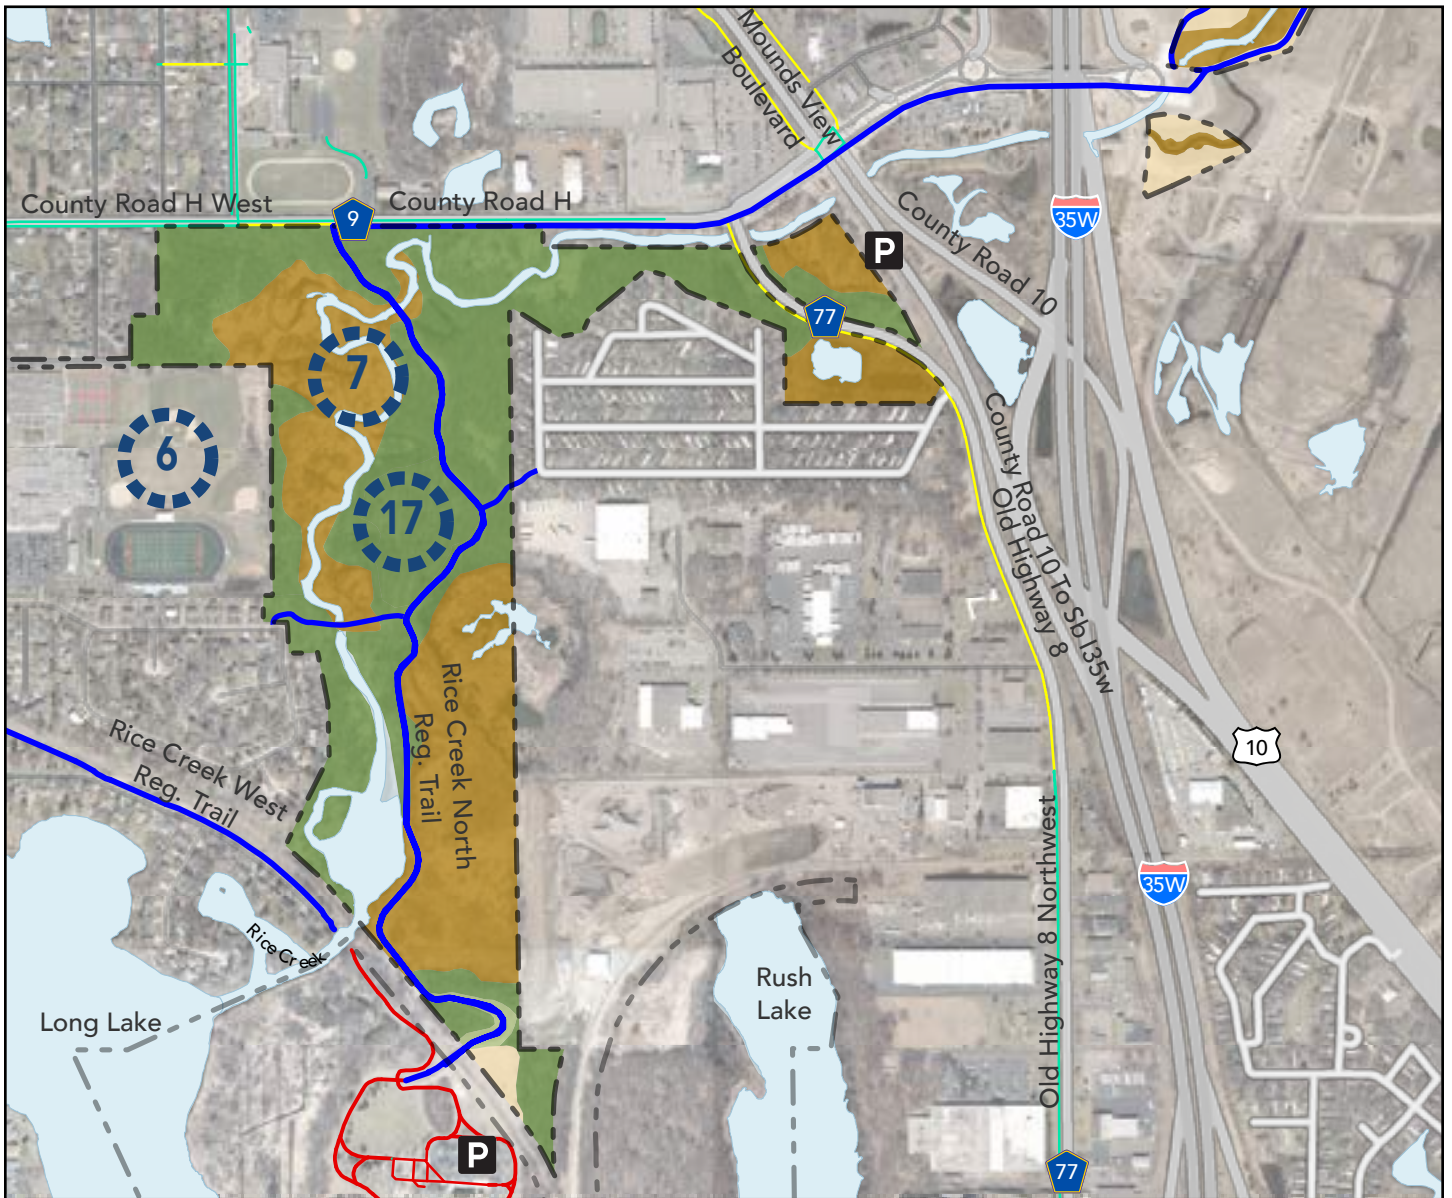 Mounds View
Boulevard
County Road H West
9
County Road H
35W
P
County Road 10
77
7
6
17
County Road 10 To Sb I35w
Old Highway 8
Rice Creek North
Reg. Trail
Rice Creek West
Reg. Trail
10
35W
Old Highway 8 Northwest
Rice Creek
Rush
Lake
Long Lake
P
77